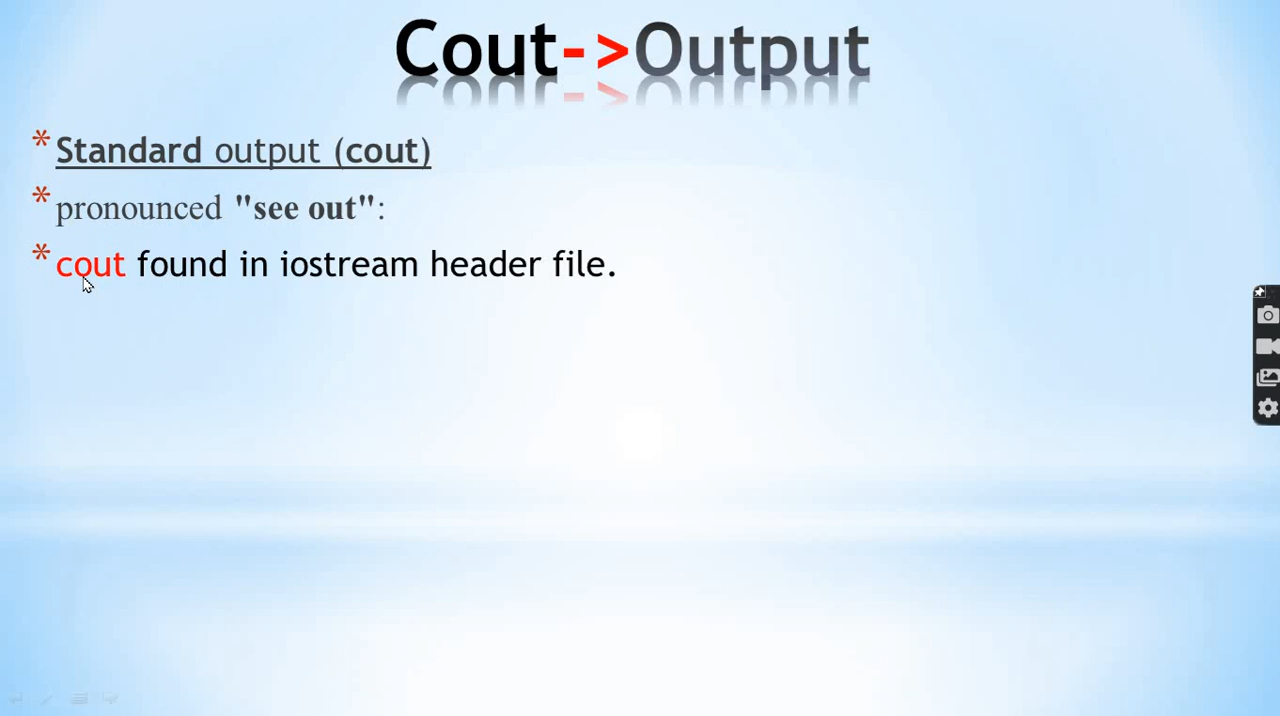 Cout->Output
* Standard output (cout)
* pronounced "see out":
* cout found in iostream header file.